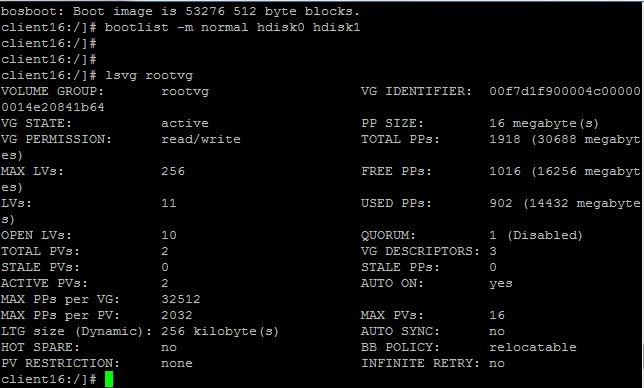 bosboot: Boot image is 53276 512 byte blocks.
client16:/]# bootlist -m normal hdisk0 hdisk1
client16:/]#
client16:/]#
client16:/]# lsvg rootvg
VOLUME GROUP:       rootvg                   VG IDENTIFIER:  00f7d1f900004c00000
0014e20841b64
VG STATE:           active                   PP SIZE:        16 megabyte(s)
VG PERMISSION:      read/write               TOTAL PPs:      1918 (30688 megabyt
es)
MAX LVs:            256                      FREE PPs:       1016 (16256 megabyt
es)
LVs:                11                       USED PPs:       902 (14432 megabyte
s)
OPEN LVs:           10                       QUORUM:         1 (Disabled)
TOTAL PVs:          2                        VG DESCRIPTORS: 3
STALE PVs:          0                        STALE PPs:      0
ACTIVE PVs:         2                        AUTO ON:        yes
MAX PPs per VG:     32512
MAX PPs per PV:     2032                     MAX PVs:        16
LTG size (Dynamic): 256 kilobyte(s)          AUTO SYNC:      no
HOT SPARE:          no                       BB POLICY:      relocatable
PV RESTRICTION:     none                     INFINITE RETRY: no
client16:/]#